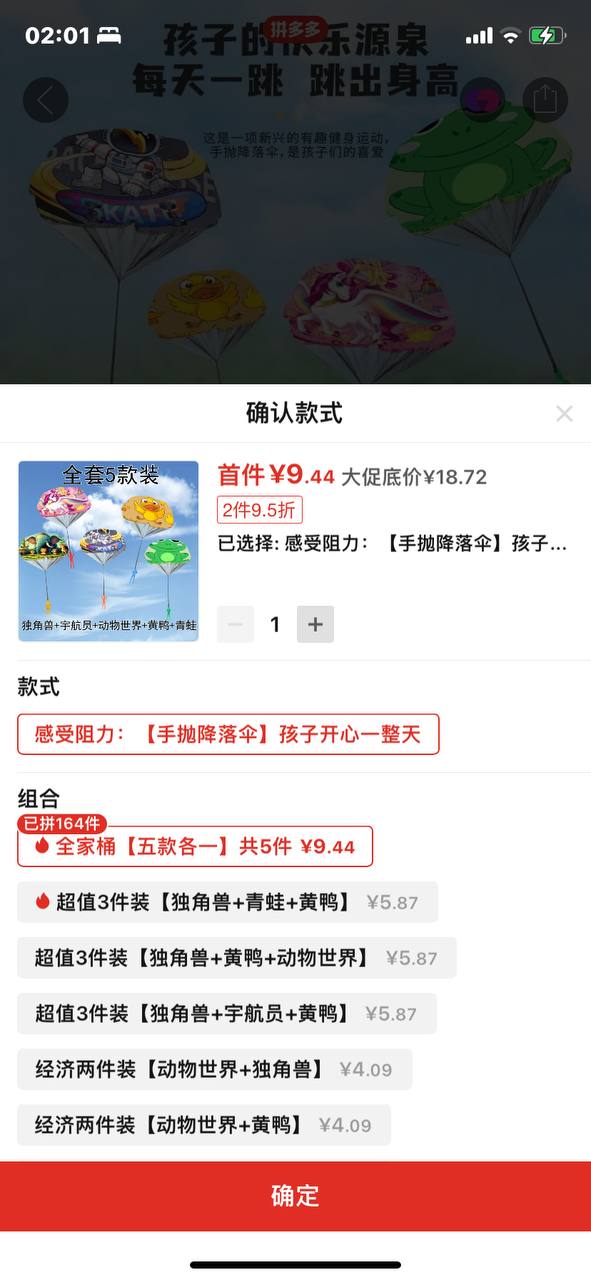 02:01
拼多多
孩子的快乐源泉
每天一跳 跳出身高
这是一项新兴的有趣健身运动，
手抛降落伞，是孩子们的喜爱
SKATE
确认款式
全套5款装
独角兽+宇航员+动物世界+黄鸭+青蛙
首件 ¥9.44 大促底价¥18.72
2件9.5折
已选择: 感受阻力： 【手抛降落伞】孩子...
1
款式
感受阻力：【手抛降落伞】孩子开心一整天
组合
已拼164件
全家桶【五款各一】共5件 ¥9.44
超值3件装【独角兽+青蛙+黄鸭】 ¥5.87
超值3件装【独角兽+黄鸭+动物世界】 ¥5.87
超值3件装【独角兽+宇航员+黄鸭】 ¥5.87
经济两件装【动物世界+独角兽】 ¥4.09
经济两件装【动物世界+黄鸭】 ¥4.09
确定